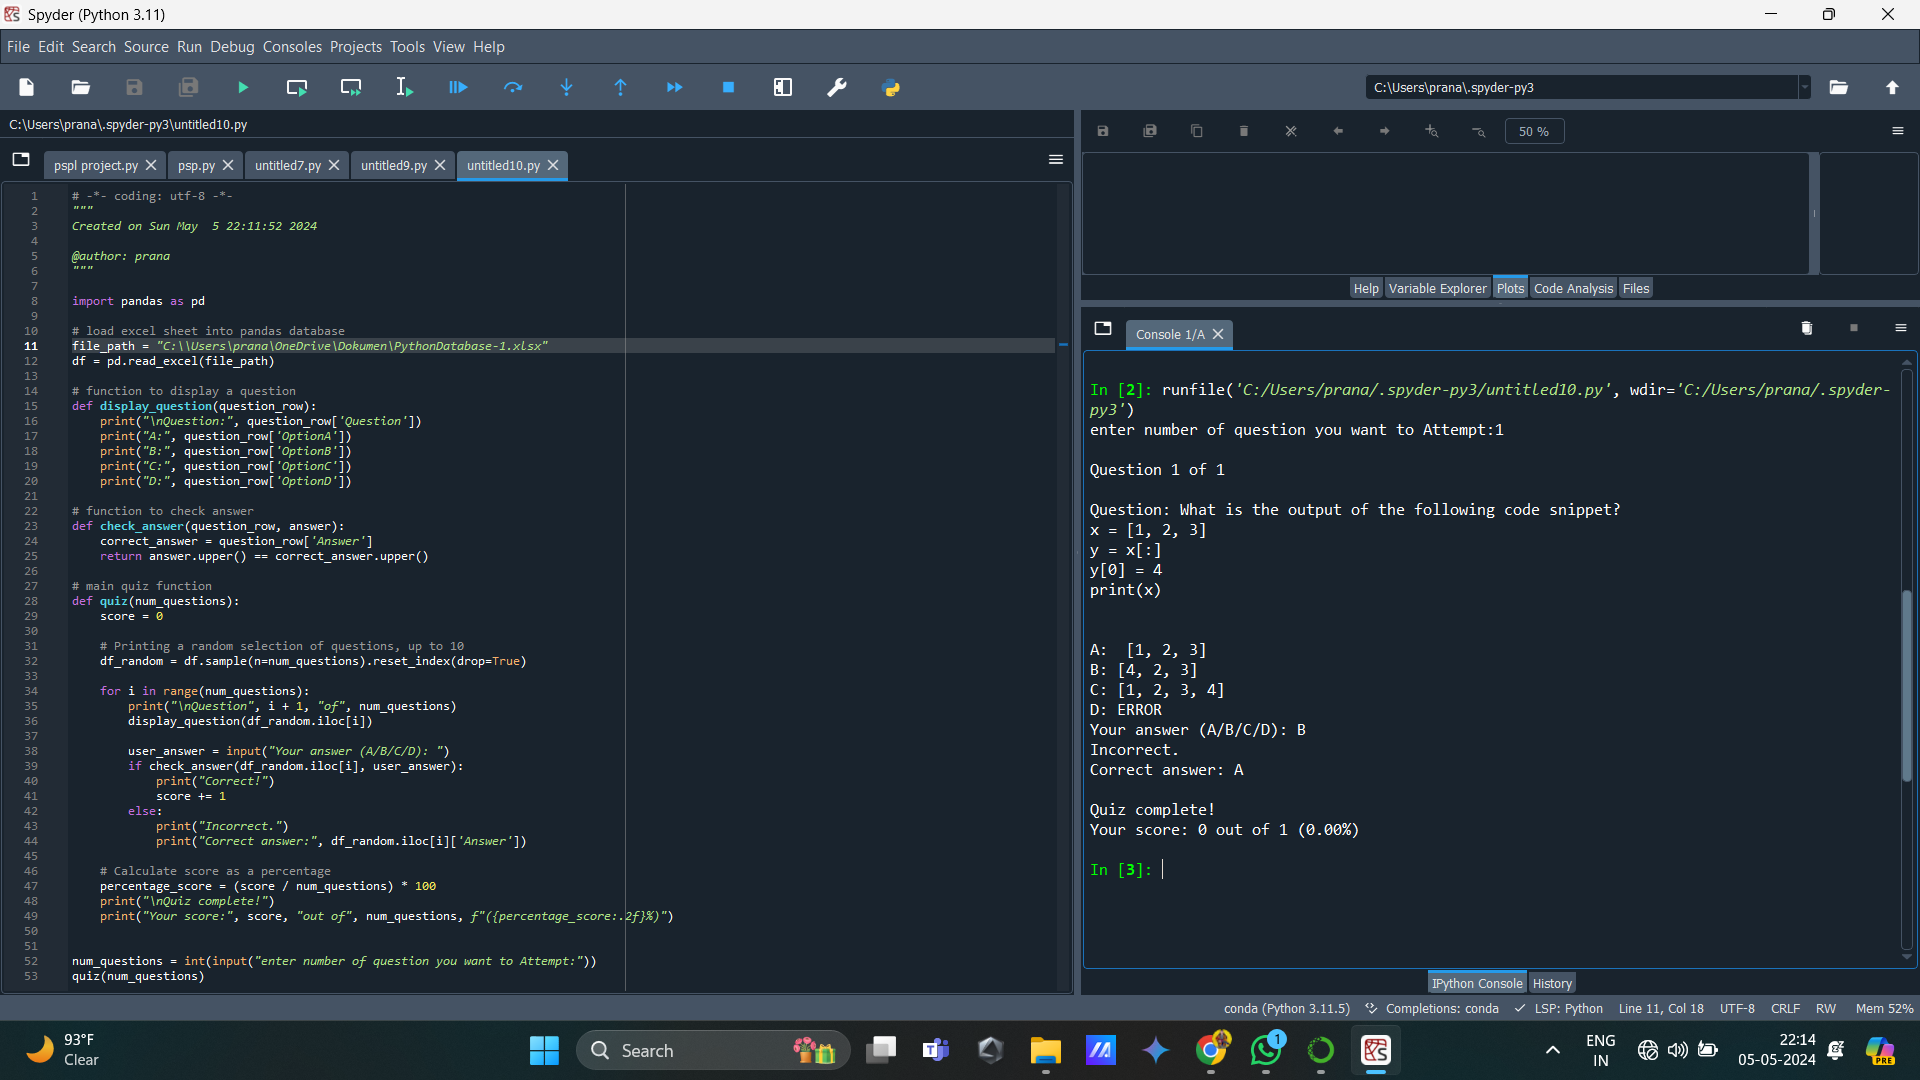 Spyder (Python 3.11)
File Edit Search Source Run Debug Consoles Projects Tools View Help
C:\Users\prana\.spyder-py3
C:\Users\prana\.spyder-py3\untitled10.py
pspl project.py psp.py untitled7.py untitled9.py untitled10.py
1 # -*- coding: utf-8 -*-
2 """
3 Created on Sun May  5 22:11:52 2024
4
5 @author: prana
6 """
7
8 import pandas as pd
9
10 # load excel sheet into pandas database
11 file_path = "C:\\Users\prana\OneDrive\Dokumen\PythonDatabase-1.xlsx"
12 df = pd.read_excel(file_path)
13
14 # function to display a question
15 def display_question(question_row):
16     print("\nQuestion:", question_row['Question'])
17     print("A:", question_row['OptionA'])
18     print("B:", question_row['OptionB'])
19     print("C:", question_row['OptionC'])
20     print("D:", question_row['OptionD'])
21
22 # function to check answer
23 def check_answer(question_row, answer):
24     correct_answer = question_row['Answer']
25     return answer.upper() == correct_answer.upper()
26
27 # main quiz function
28 def quiz(num_questions):
29     score = 0
30
31     # Printing a random selection of questions, up to 10
32     df_random = df.sample(n=num_questions).reset_index(drop=True)
33
34     for i in range(num_questions):
35         print("\nQuestion", i + 1, "of", num_questions)
36         display_question(df_random.iloc[i])
37
38         user_answer = input("Your answer (A/B/C/D): ")
39         if check_answer(df_random.iloc[i], user_answer):
40             print("Correct!")
41             score += 1
42         else:
43             print("Incorrect.")
44             print("Correct answer:", df_random.iloc[i]['Answer'])
45
46     # Calculate score as a percentage
47     percentage_score = (score / num_questions) * 100
48     print("\nQuiz complete!")
49     print("Your score:", score, "out of", num_questions, f"({percentage_score:.2f}%)")
50
51
52 num_questions = int(input("enter number of question you want to Attempt:"))
53 quiz(num_questions)
50 %
Help Variable Explorer Plots Code Analysis Files
Console 1/A
In [2]: runfile('C:/Users/prana/.spyder-py3/untitled10.py', wdir='C:/Users/prana/.spyder-
py3')
enter number of question you want to Attempt:1
Question 1 of 1
Question: What is the output of the following code snippet?
x = [1, 2, 3]
y = x[:]
y[0] = 4
print(x)
A:  [1, 2, 3]
B: [4, 2, 3]
C: [1, 2, 3, 4]
D: ERROR
Your answer (A/B/C/D): B
Incorrect.
Correct answer: A
Quiz complete!
Your score: 0 out of 1 (0.00%)
In [3]:
IPython Console History
conda (Python 3.11.5) Completions: conda LSP: Python Line 11, Col 18 UTF-8 CRLF RW Mem 52%
93°F
Clear
Search
1
ENG
IN
22:14
05-05-2024
PRE